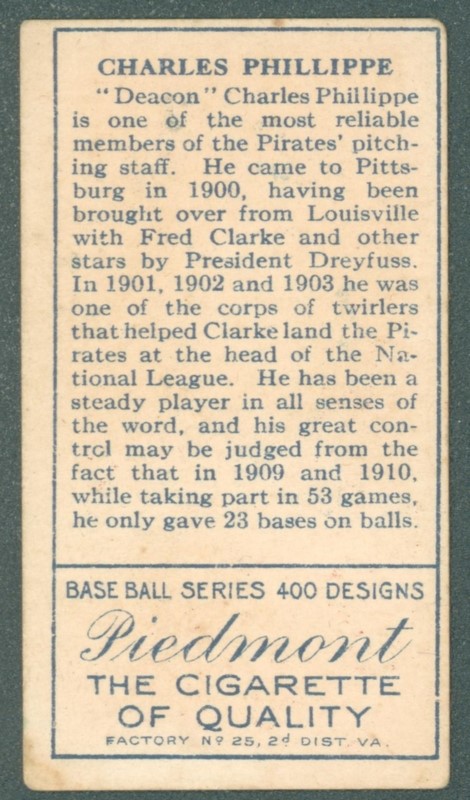 CHARLES PHILLIPPE
"Deacon" Charles Phillippe
is one of the most reliable
members of the Pirates' pitch-
ing staff. He came to Pitts-
burg in 1900, having been
brought over from Louisville
with Fred Clarke and other
stars by President Dreyfuss.
In 1901, 1902 and 1903 he was
one of the corps of twirlers
that helped Clarke land the Pi-
rates at the head of the Na-
tional League. He has been a
steady player in all senses of
the word, and his great con-
trol may be judged from the
fact that in 1909 and 1910,
while taking part in 53 games,
he only gave 23 bases on balls.
BASE BALL SERIES 400 DESIGNS
Piedmont
THE CIGARETTE
OF QUALITY
FACTORY No 25, 2d DIST. VA.